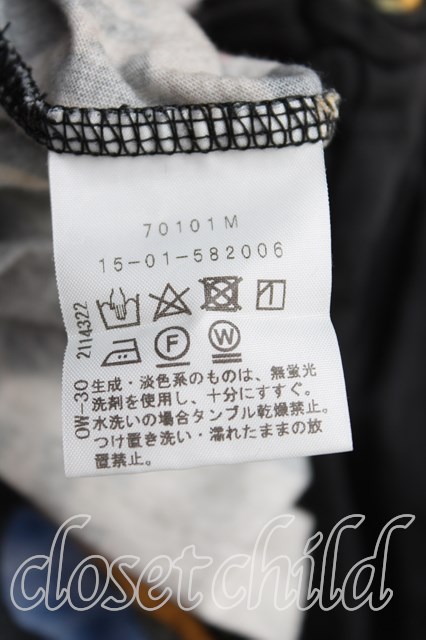 70101M
15-01-582006
2114322
F
W
OW-30
生成・淡色系のものは、無蛍光
洗剤を使用し、十分にすすぐ。
水洗いの場合タンブル乾燥禁止。
つけ置き洗い・濡れたままの放
置禁止。
closet child